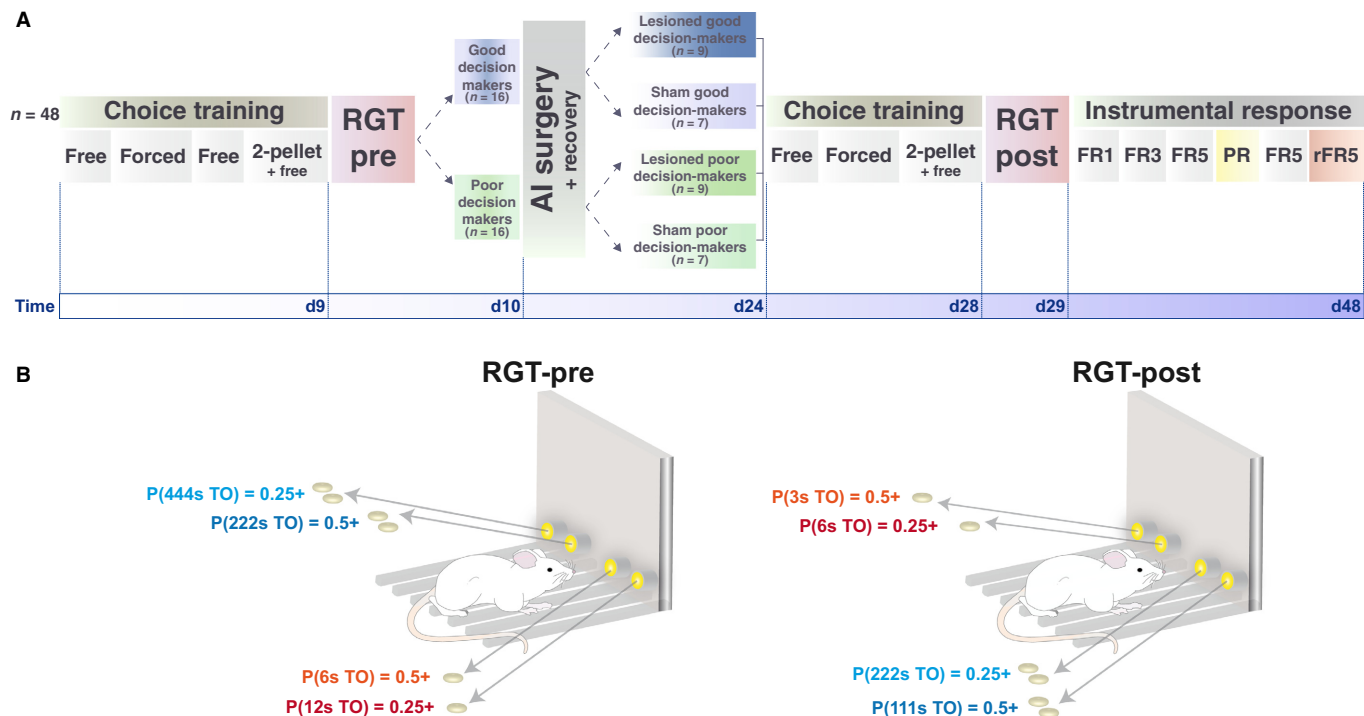 A
n = 48
Choice training
Free
Forced
Free
2-pellet
+ free
RGT
pre
Good
decision
makers
(n = 16)
Poor
decision
makers
(n = 16)
AI surgery
+ recovery
Lesioned good
decision-makers
(n = 9)
Sham good
decision-makers
(n = 7)
Lesioned poor
decision-makers
(n = 9)
Sham poor
decision-makers
(n = 7)
Choice training
Free
Forced
2-pellet
+ free
RGT
post
Instrumental response
FR1
FR3
FR5
PR
FR5
rFR5
Time
d9
d10
d24
d28
d29
d48
B
RGT-pre
P(444s TO) = 0.25+
P(222s TO) = 0.5+
P(6s TO) = 0.5+
P(12s TO) = 0.25+
RGT-post
P(3s TO) = 0.5+
P(6s TO) = 0.25+
P(222s TO) = 0.25+
P(111s TO) = 0.5+